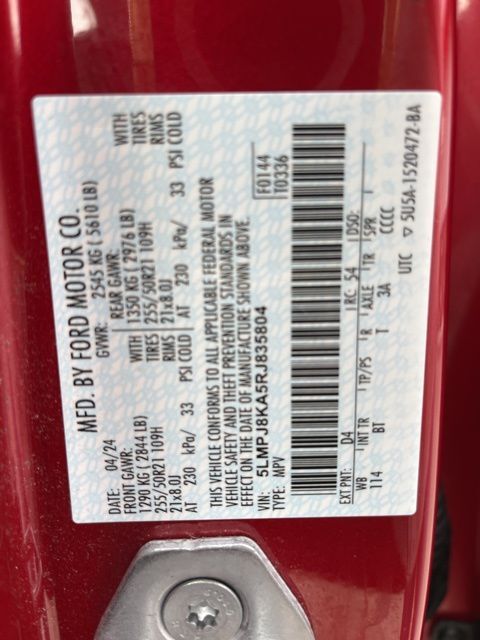 MFD. BY FORD MOTOR CO.
DATE: 04/24 GVWR: 2545 KG ( 5610 LB)
FRONT GAWR: REAR GAWR: WITH
1290 KG ( 2844 LB) WITH 1350 KG ( 2976 LB) TIRES
255/50R21 109H TIRES 255/50R21 109H RIMS
21x8.0J RIMS 21x8.0J
AT 230 kPa/ 33 PSI COLD AT 230 kPa/ 33 PSI COLD
THIS VEHICLE CONFORMS TO ALL APPLICABLE FEDERAL MOTOR
VEHICLE SAFETY AND THEFT PREVENTION STANDARDS IN
EFFECT ON THE DATE OF MANUFACTURE SHOWN ABOVE.
VIN: 5LMPJ8KA5RJ835804 F0144
TYPE: MPV T0336
EXT PNT: D4 RC: 54 DSO:
WB INT TR TP/PS R AXLE TR SPR
114 BT T 3A CCCC
UTC ▽ 5U5A-1520472-BA